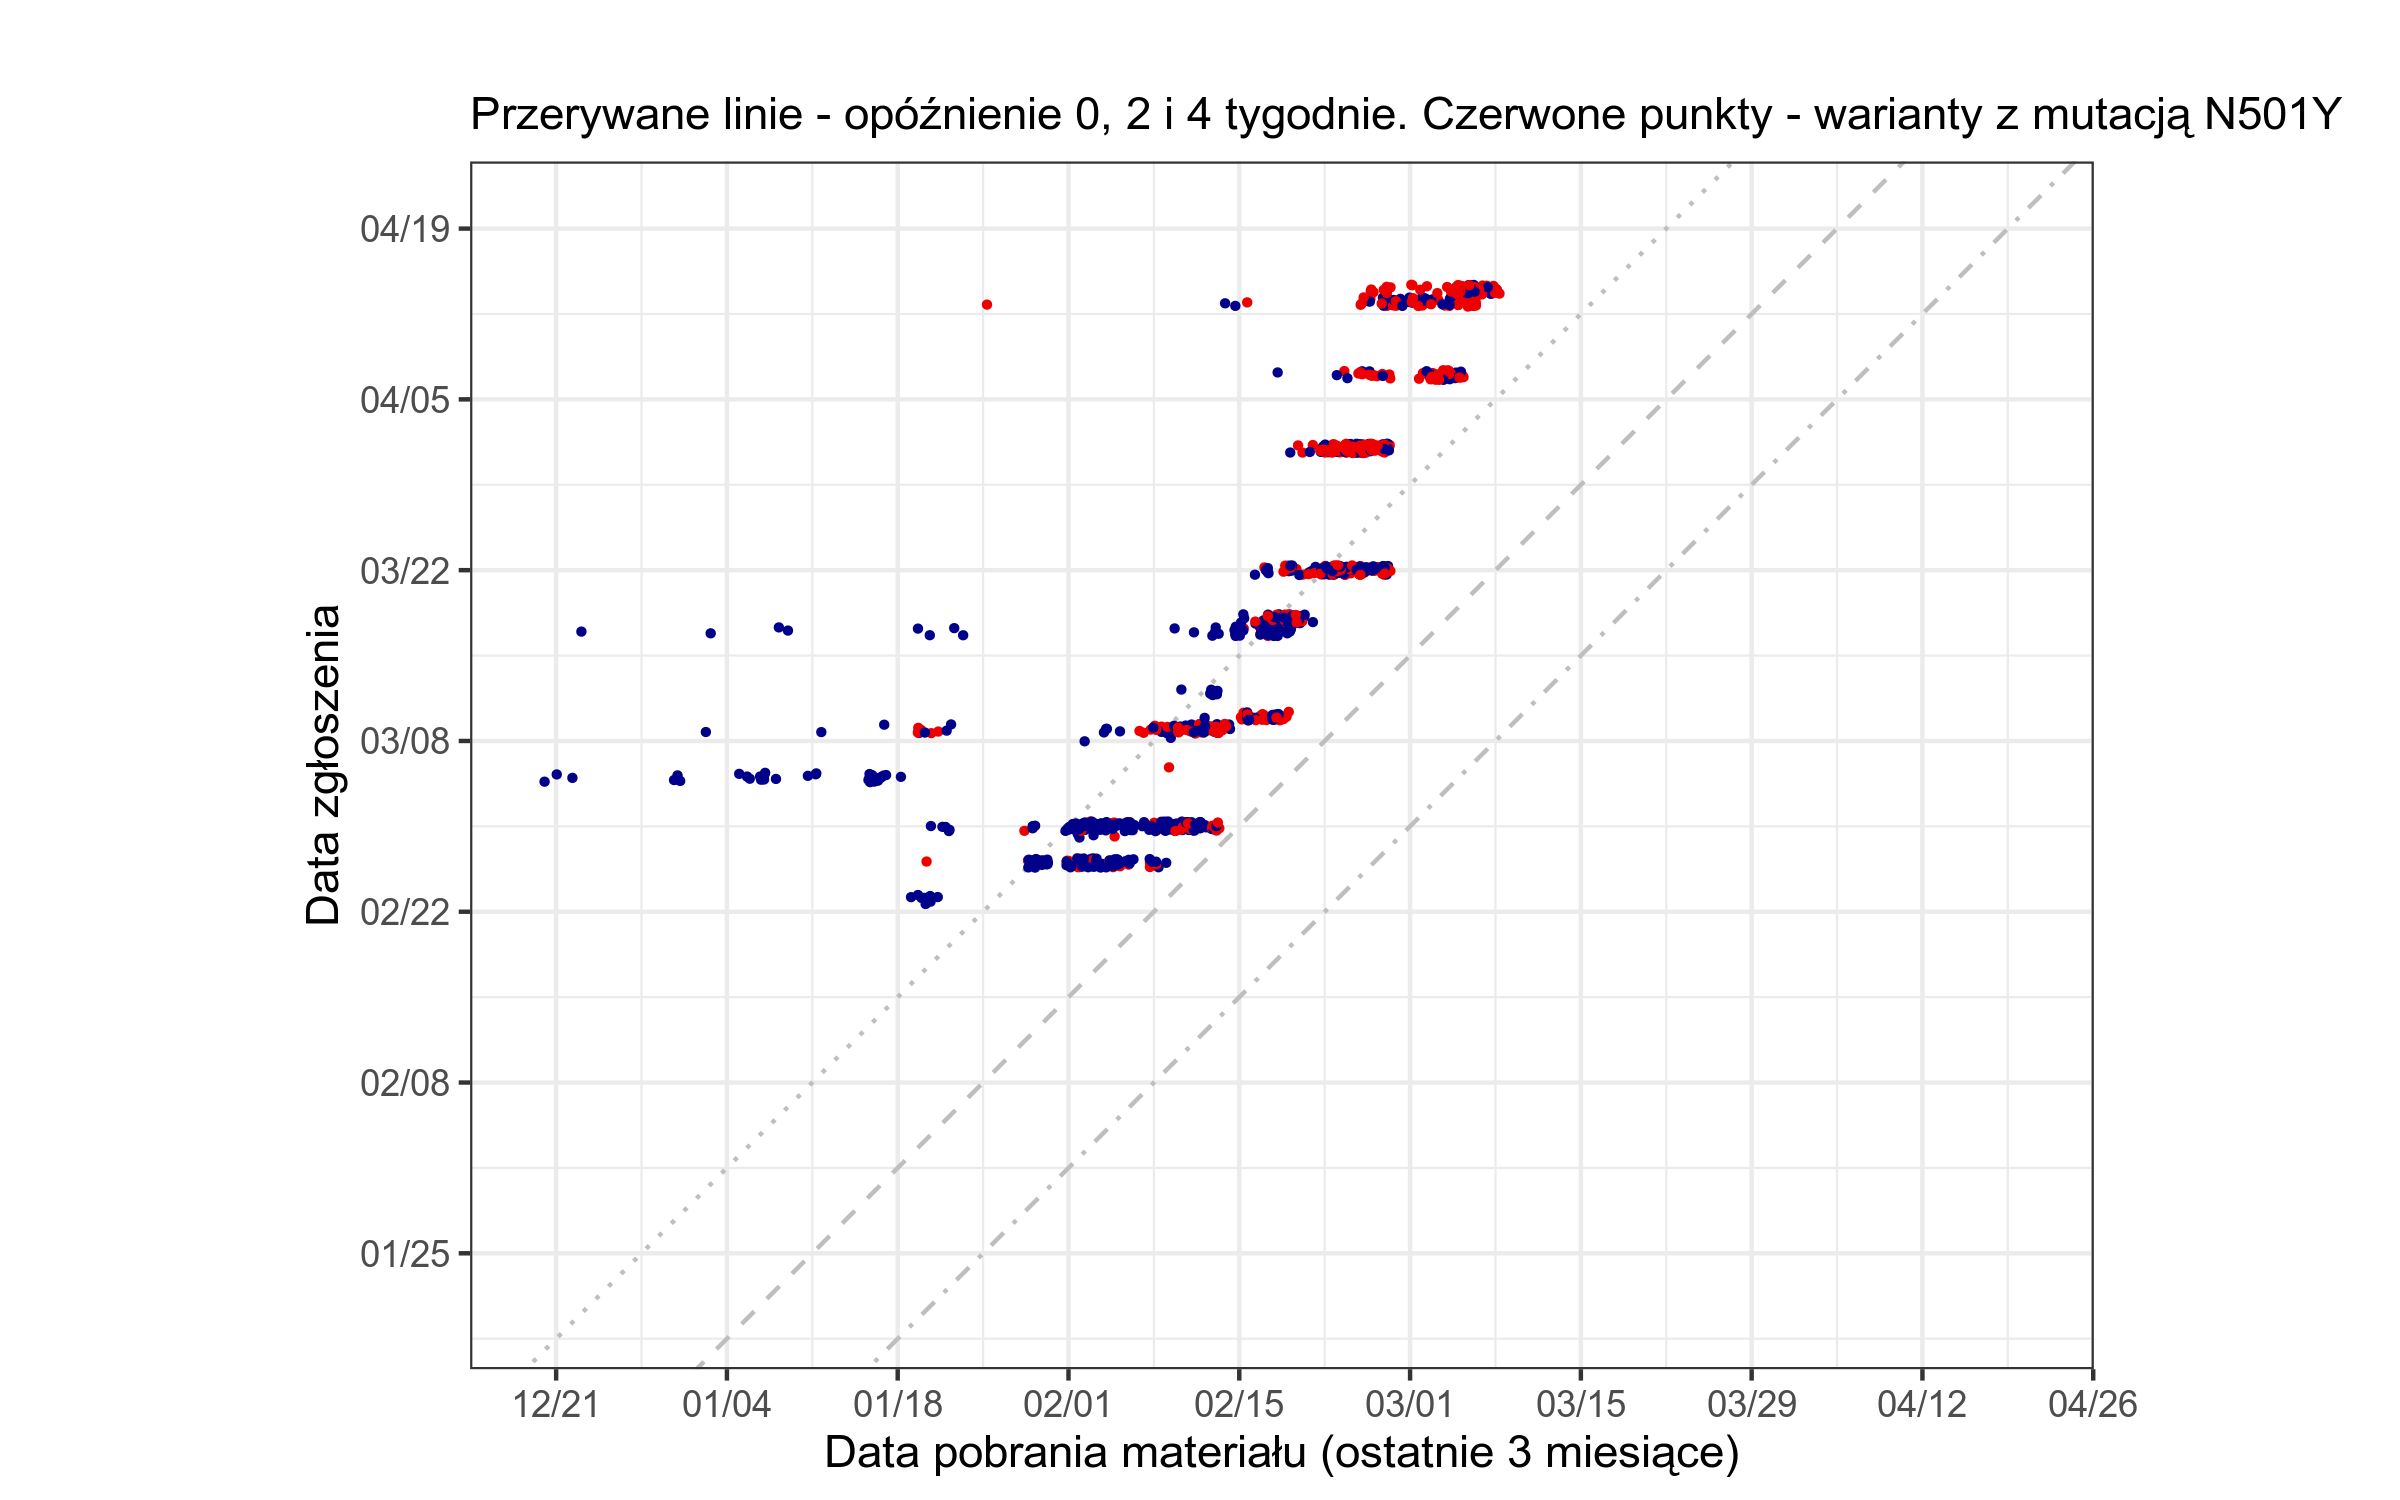 Przerywane linie - opóźnienie 0, 2 i 4 tygodnie. Czerwone punkty - warianty z mutacją N501Y
Data zgłoszenia
04/19
04/05
03/22
03/08
02/22
02/08
01/25
12/21 01/04 01/18 02/01 02/15 03/01 03/15 03/29 04/12 04/26
Data pobrania materiału (ostatnie 3 miesiące)